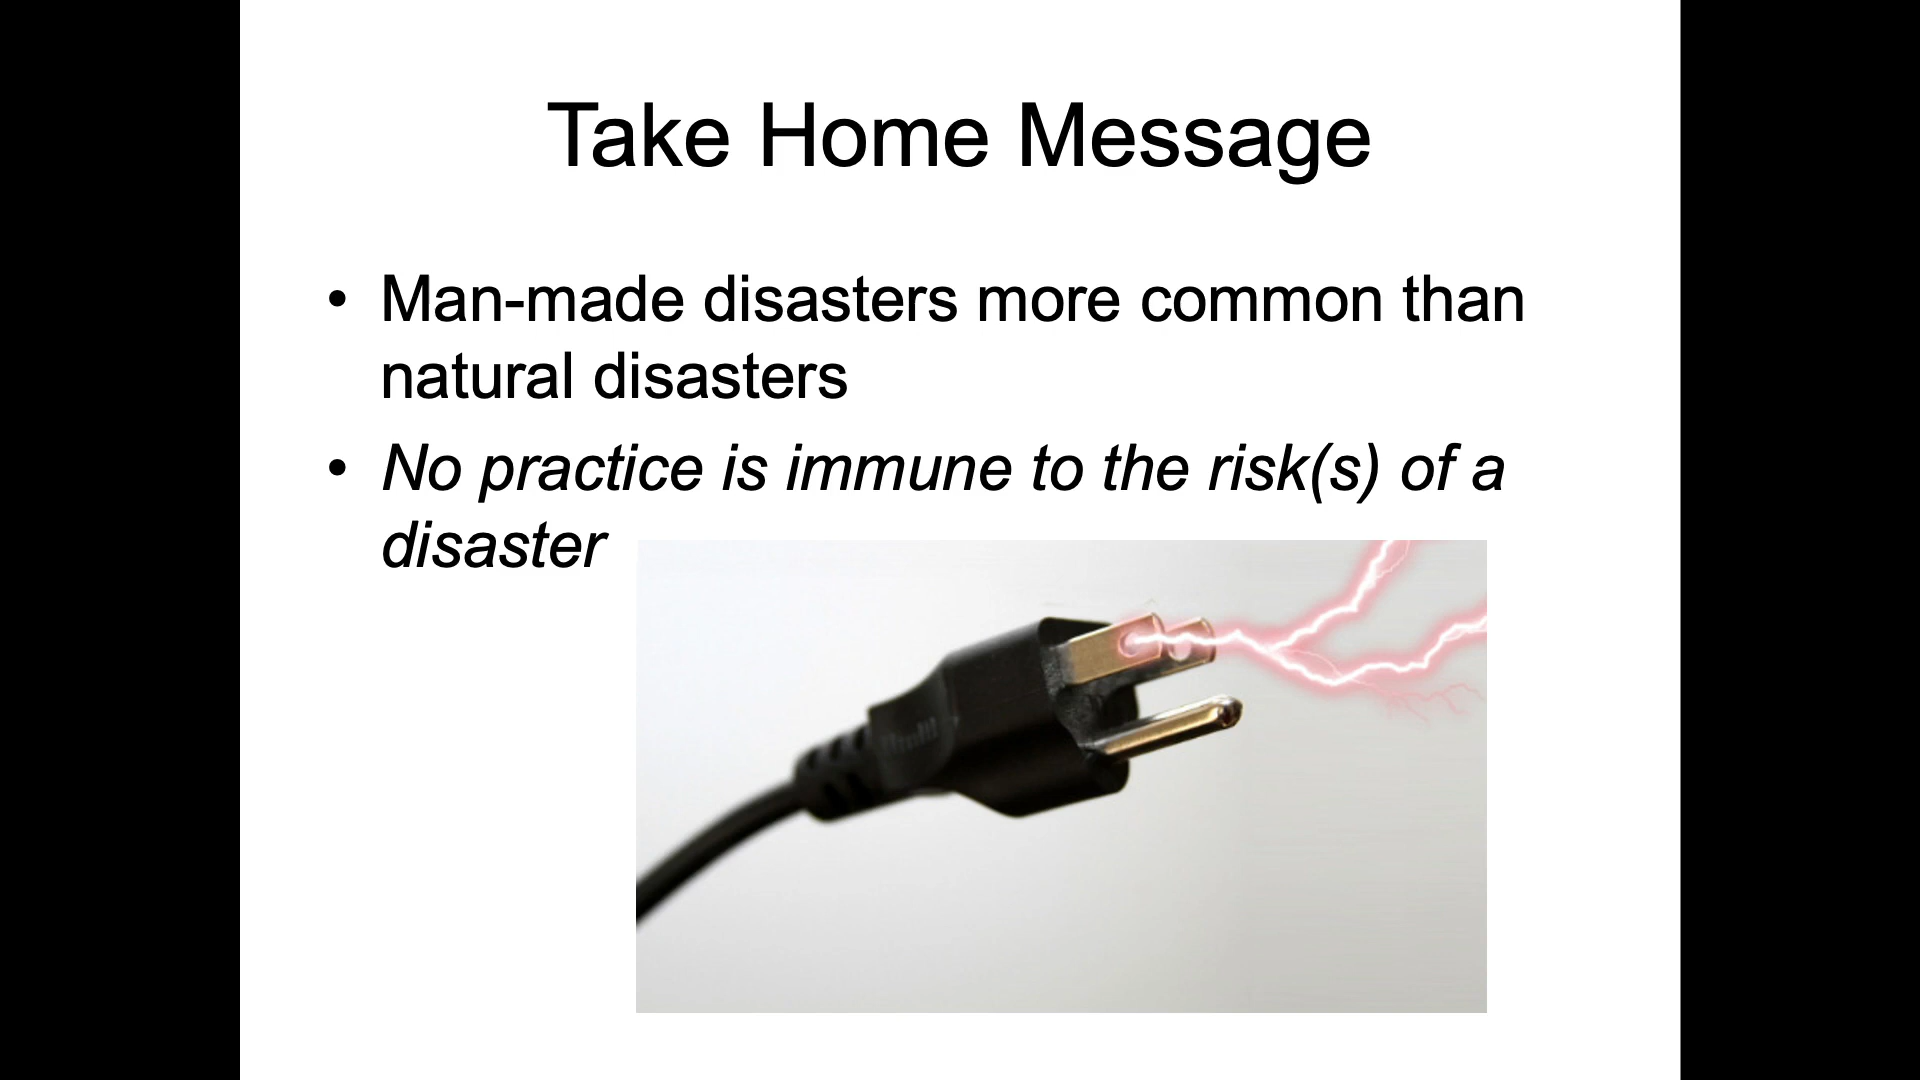 Take Home Message
• Man-made disasters more common than
natural disasters
• No practice is immune to the risk(s) of a
disaster